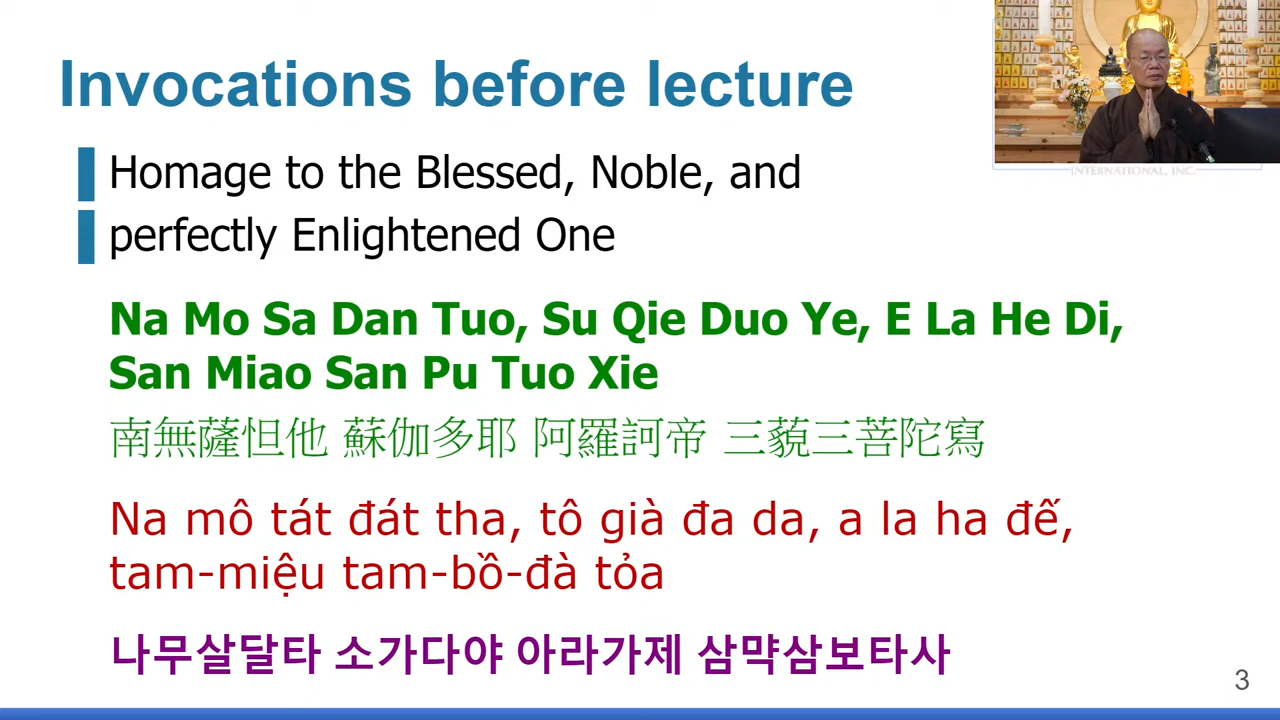 Invocations before lecture
Homage to the Blessed, Noble, and
perfectly Enlightened One
Na Mo Sa Dan Tuo, Su Qie Duo Ye, E La He Di,
San Miao San Pu Tuo Xie
南無薩怛他 蘇伽多耶 阿羅訶帝 三藐三菩陀寫
Na mô tát đát tha, tô già đa da, a la ha đế,
tam-miệu tam-bồ-đà tỏa
나무살달타 소가다야 아라가제 삼먁삼보타사
INTERNATIONAL, INC.
3